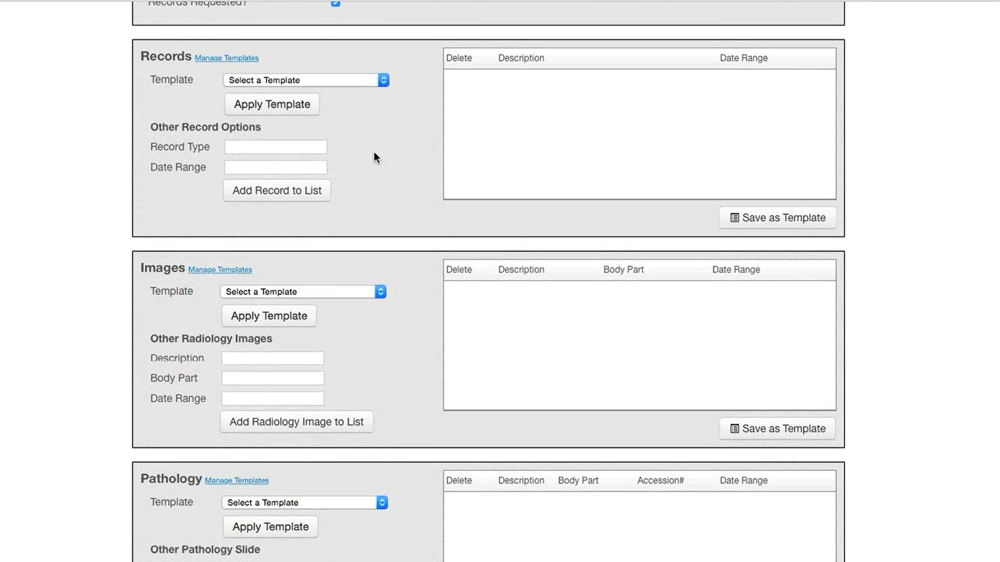 Records Requested?
Records Manage Templates
Template Select a Template
Apply Template
Other Record Options
Record Type
Date Range
Add Record to List
Delete Description Date Range
Save as Template
Images Manage Templates
Template Select a Template
Apply Template
Other Radiology Images
Description
Body Part
Date Range
Add Radiology Image to List
Delete Description Body Part Date Range
Save as Template
Pathology Manage Templates
Template Select a Template
Apply Template
Other Pathology Slide
Delete Description Body Part Accession# Date Range